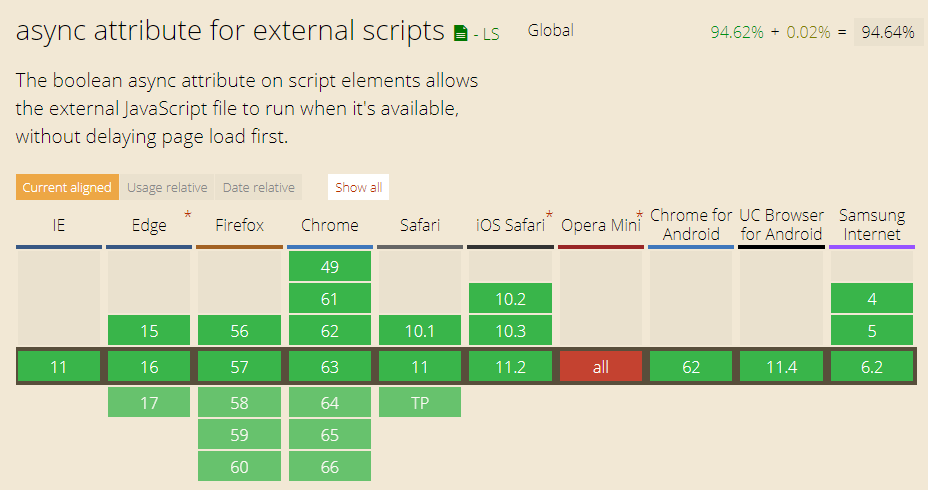 async attribute for external scripts - LS
Global
94.62% + 0.02% = 94.64%
The boolean async attribute on script elements allows
the external JavaScript file to run when it's available,
without delaying page load first.
Current aligned Usage relative Date relative Show all
IE Edge * Firefox Chrome Safari iOS Safari * Opera Mini * Chrome for Android UC Browser for Android Samsung Internet
49
61 10.2 4
15 56 62 10.1 10.3 5
11 16 57 63 11 11.2 all 62 11.4 6.2
17 58 64 TP
59 65
60 66